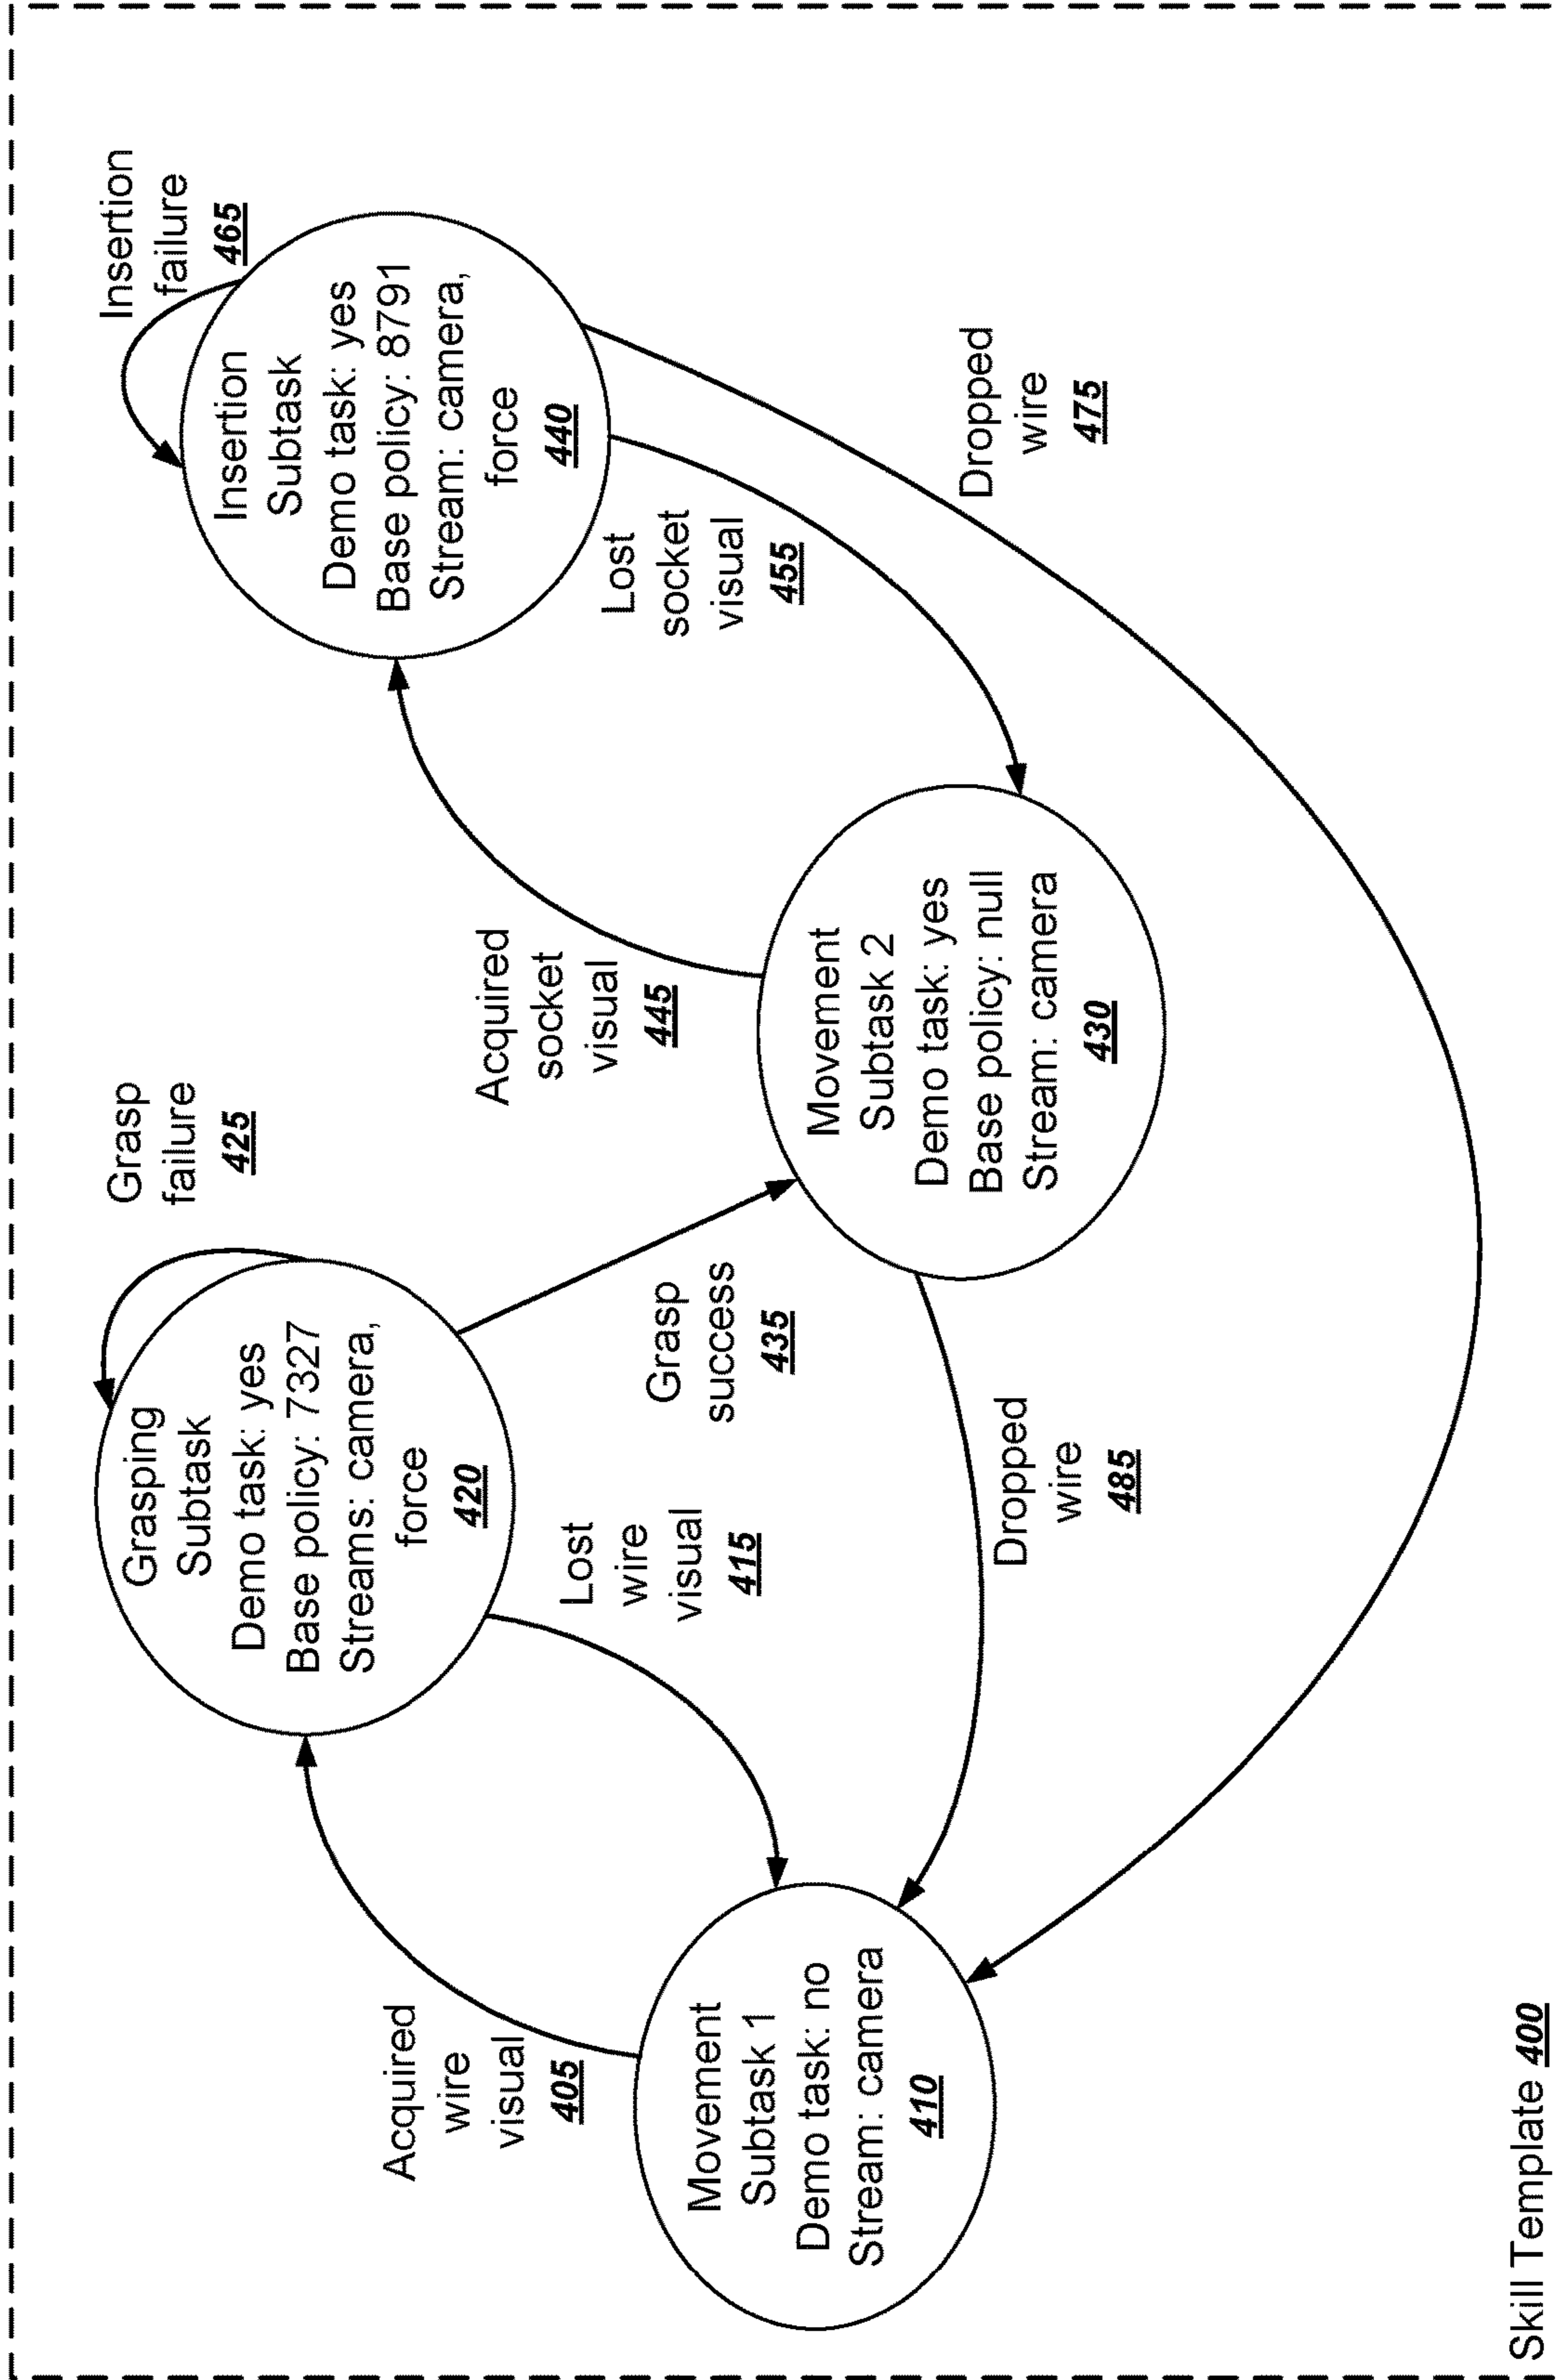 Insertion
failure
465
Insertion
Subtask
Demo task: yes
Base policy: 8791
Stream: camera,
force
440
Grasp
failure
425
Grasping
Subtask
Demo task: yes
Base policy: 7327
Streams: camera,
force
420
Acquired
socket
visual
445
Lost
socket
visual
455
Grasp
success
435
Lost
wire
visual
415
Acquired
wire
visual
405
Movement
Subtask 2
Demo task: yes
Base policy: null
Stream: camera
430
Movement
Subtask 1
Demo task: no
Stream: camera
410
Dropped
wire
475
Dropped
wire
485
Skill Template 400